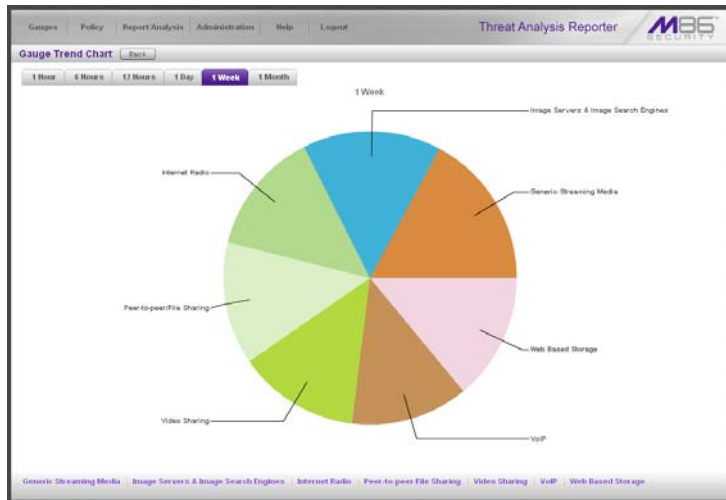 Gauges Policy Report/Analysis Administration Help Logout
Threat Analysis Reporter
M86 SECURITY
Gauge Trend Chart Back
1 Hour 6 Hours 12 Hours 1 Day 1 Week 1 Month
1 Week
Image Servers & Image Search Engines
Internet Radio
Generic Streaming Media
Peer-to-peer/File Sharing
Web Based Storage
Video Sharing
VoIP
Generic Streaming Media Image Servers & Image Search Engines Internet Radio Peer-to-peer File Sharing Video Sharing VoIP Web Based Storage